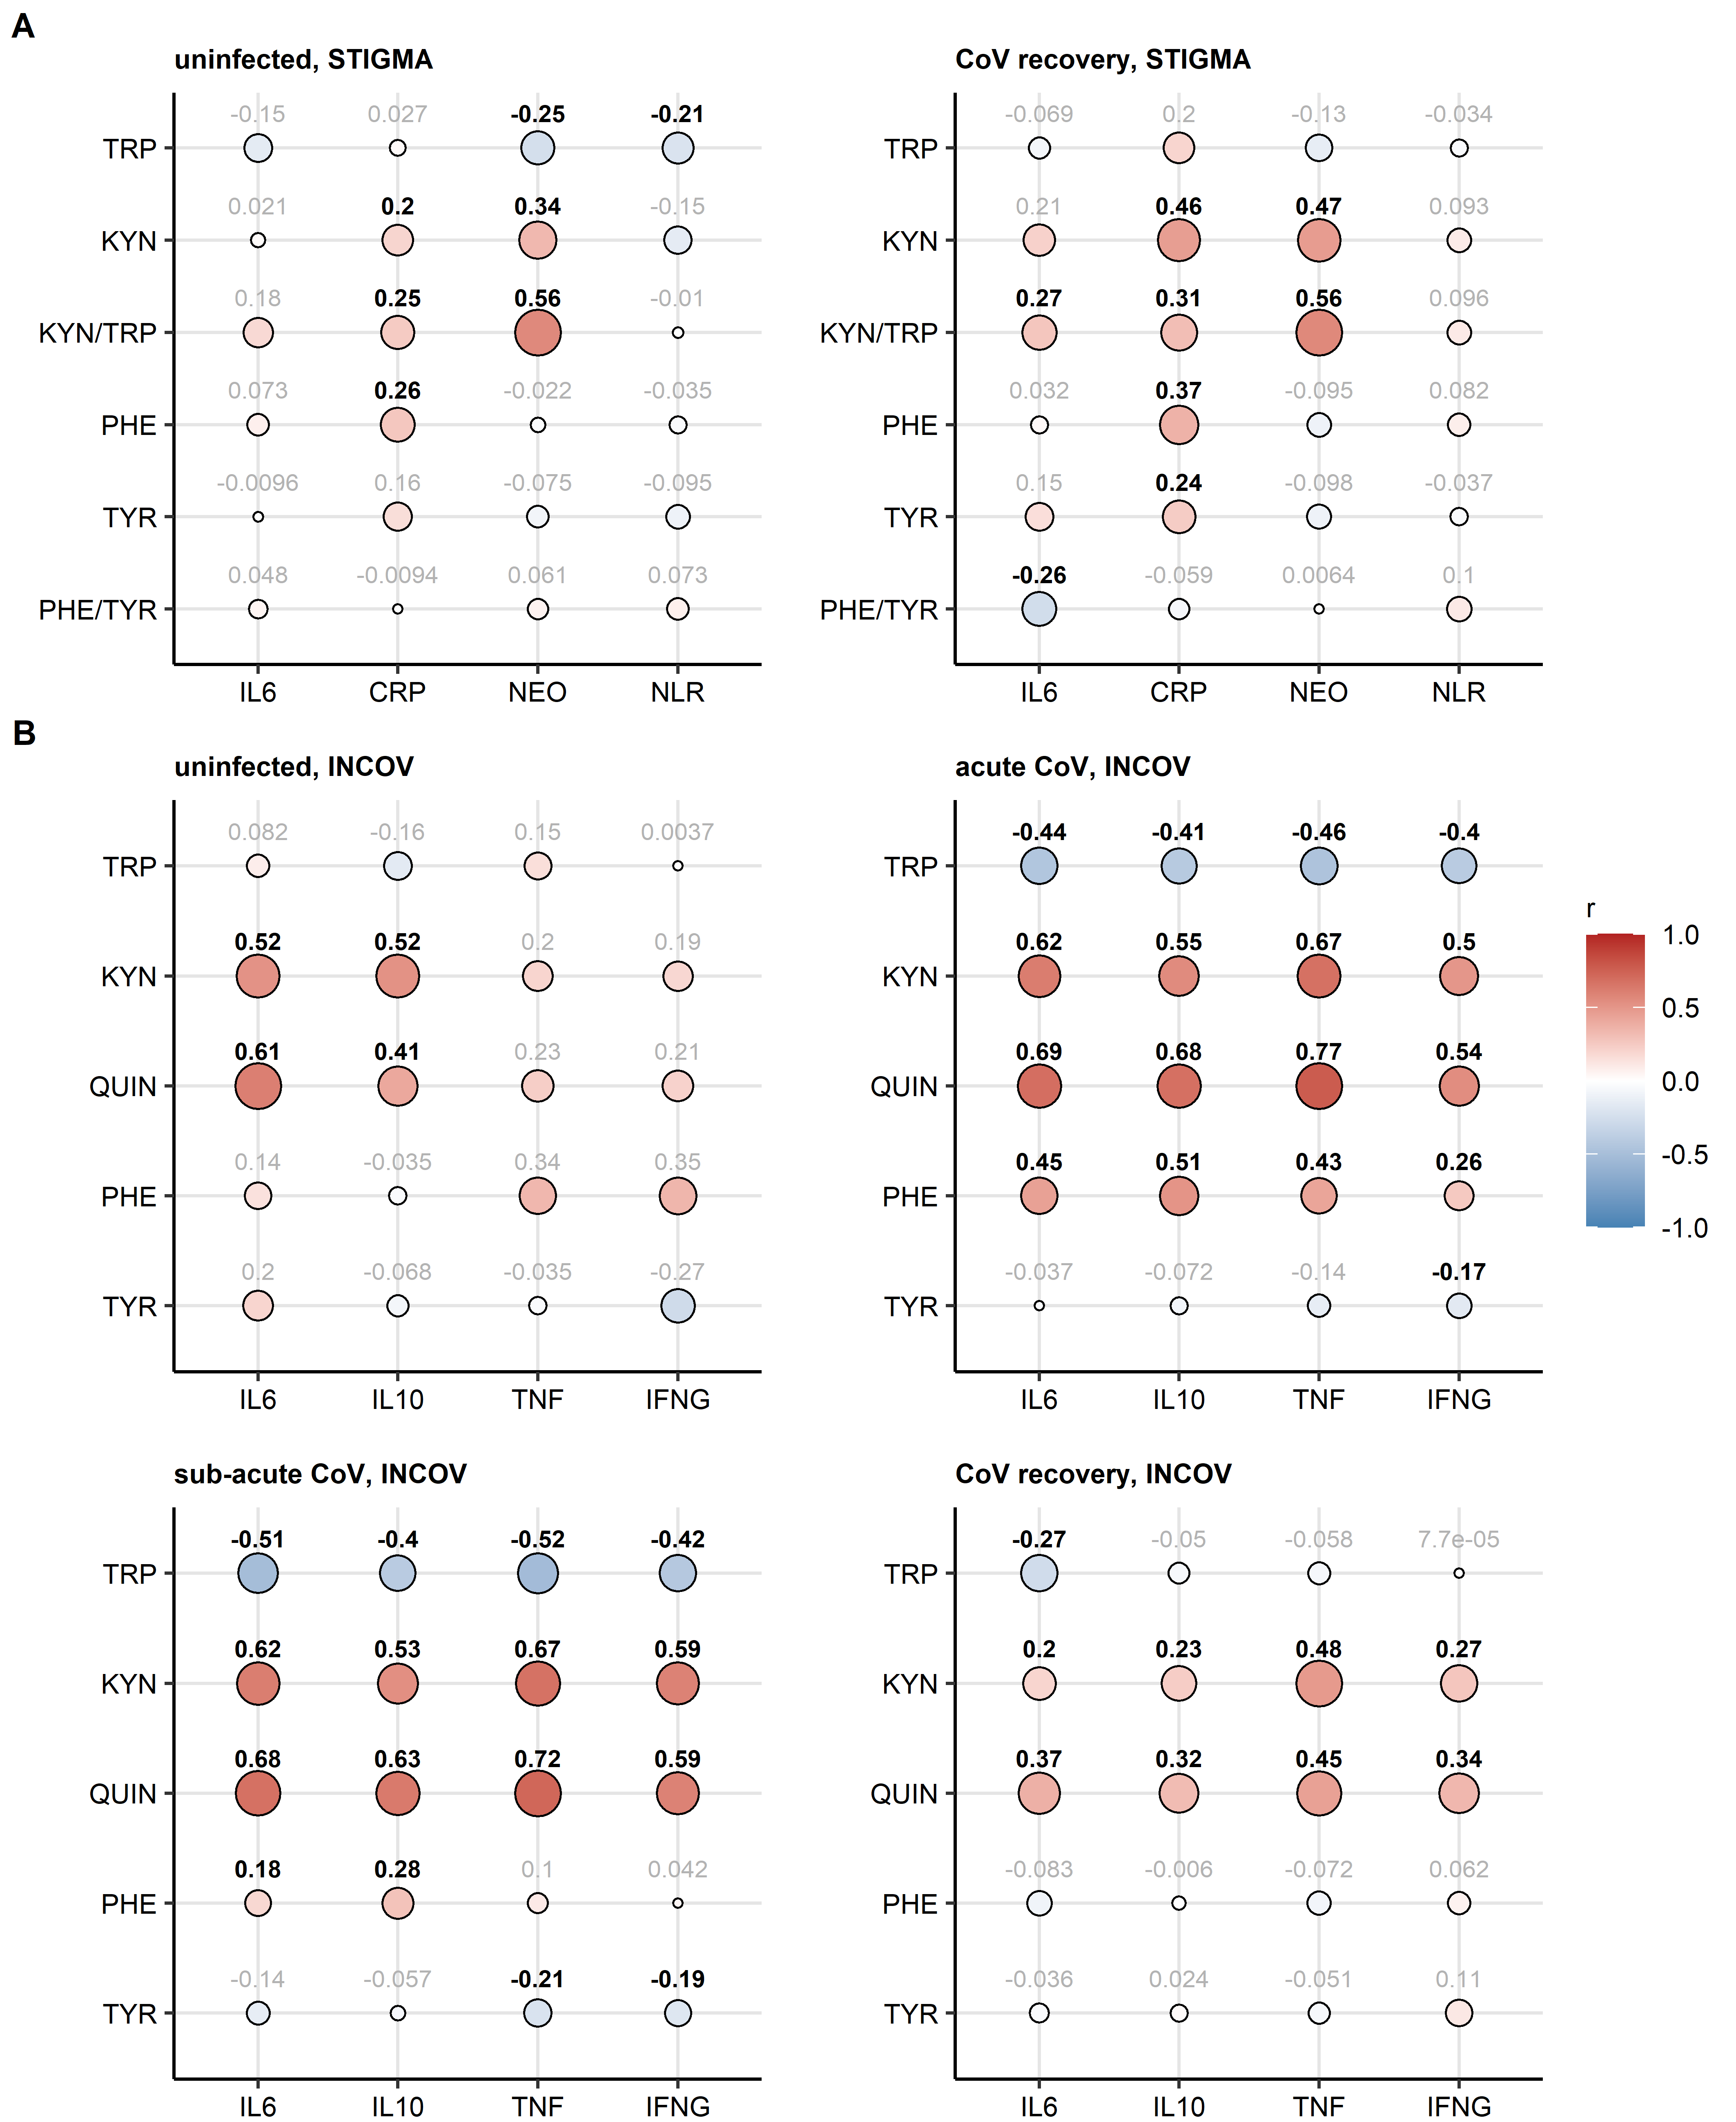 A
uninfected, STIGMA
-0.15 0.027 -0.25 -0.21
TRP
0.021 0.2 0.34 -0.15
KYN
0.18 0.25 0.56 -0.01
KYN/TRP
0.073 0.26 -0.022 -0.035
PHE
-0.0096 0.16 -0.075 -0.095
TYR
0.048 -0.0094 0.061 0.073
PHE/TYR
IL6 CRP NEO NLR
CoV recovery, STIGMA
-0.069 0.2 -0.13 -0.034
TRP
0.21 0.46 0.47 0.093
KYN
0.27 0.31 0.56 0.096
KYN/TRP
0.032 0.37 -0.095 0.082
PHE
0.15 0.24 -0.098 -0.037
TYR
-0.26 -0.059 0.0064 0.1
PHE/TYR
IL6 CRP NEO NLR
B
uninfected, INCOV
0.082 -0.16 0.15 0.0037
TRP
0.52 0.52 0.2 0.19
KYN
0.61 0.41 0.23 0.21
QUIN
0.14 -0.035 0.34 0.35
PHE
0.2 -0.068 -0.035 -0.27
TYR
IL6 IL10 TNF IFNG
acute CoV, INCOV
-0.44 -0.41 -0.46 -0.4
TRP
0.62 0.55 0.67 0.5
KYN
0.69 0.68 0.77 0.54
QUIN
0.45 0.51 0.43 0.26
PHE
-0.037 -0.072 -0.14 -0.17
TYR
IL6 IL10 TNF IFNG
r
1.0
0.5
0.0
-0.5
-1.0
sub-acute CoV, INCOV
-0.51 -0.4 -0.52 -0.42
TRP
0.62 0.53 0.67 0.59
KYN
0.68 0.63 0.72 0.59
QUIN
0.18 0.28 0.1 0.042
PHE
-0.14 -0.057 -0.21 -0.19
TYR
IL6 IL10 TNF IFNG
CoV recovery, INCOV
-0.27 -0.05 -0.058 7.7e-05
TRP
0.2 0.23 0.48 0.27
KYN
0.37 0.32 0.45 0.34
QUIN
-0.083 -0.006 -0.072 0.062
PHE
-0.036 0.024 -0.051 0.11
TYR
IL6 IL10 TNF IFNG